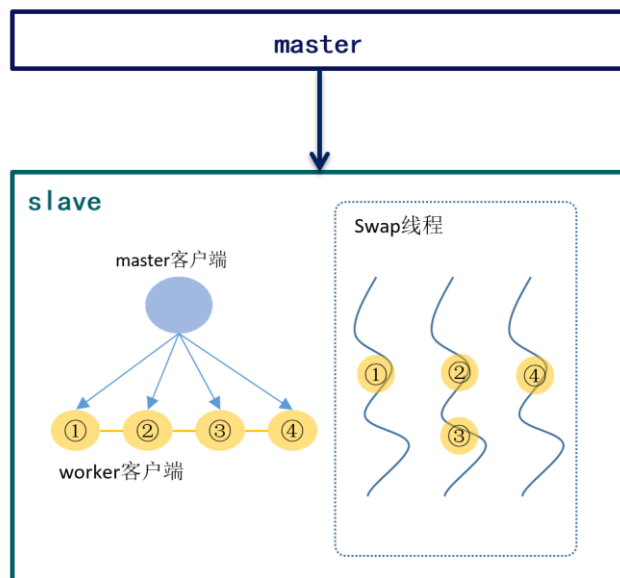 master
slave
master客户端
① ② ③ ④
worker客户端
Swap线程
① ② ④
③